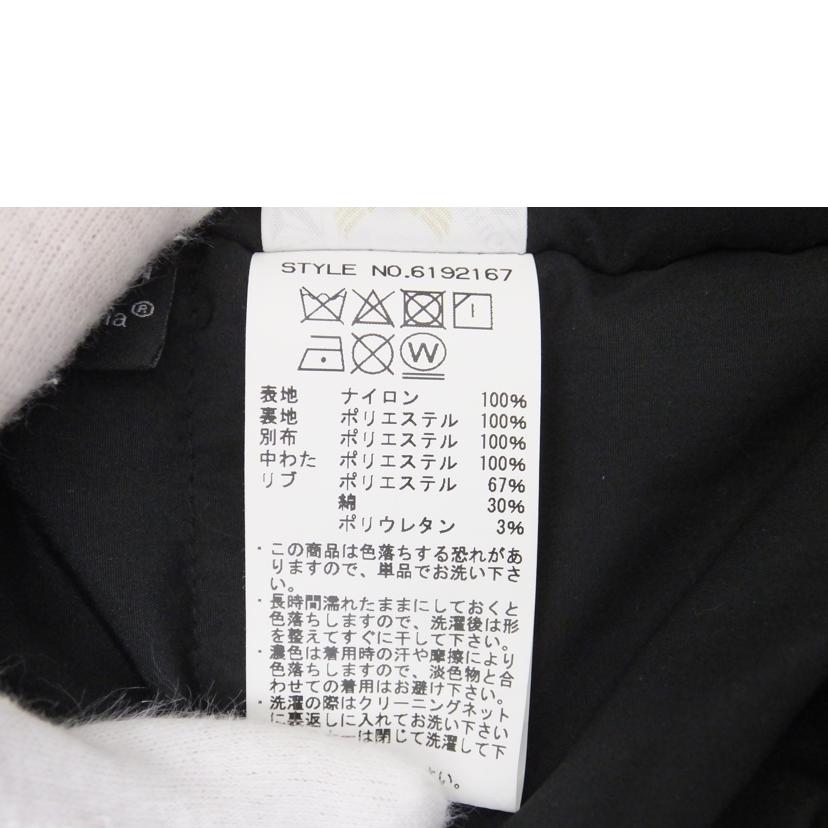 STYLE NO.6192167
W
表地 ナイロン 100%
裏地 ポリエステル 100%
別布 ポリエステル 100%
中わた ポリエステル 100%
リブ ポリエステル 67%
綿 30%
ポリウレタン 3%
・この商品は色落ちする恐れがあ
りますので、単品でお洗い下さ
い。
・長時間濡れたままにしておくと
色落ちしますので、洗濯後は形
を整えてすぐに干して下さい。
・濃色は着用時の汗や摩擦により
色落ちしますので、淡色物と合
わせての着用はお避け下さい。
・洗濯の際はクリーニングネット
に裏返しに入れてお洗い下さい
は閉じて洗濯して下
い。